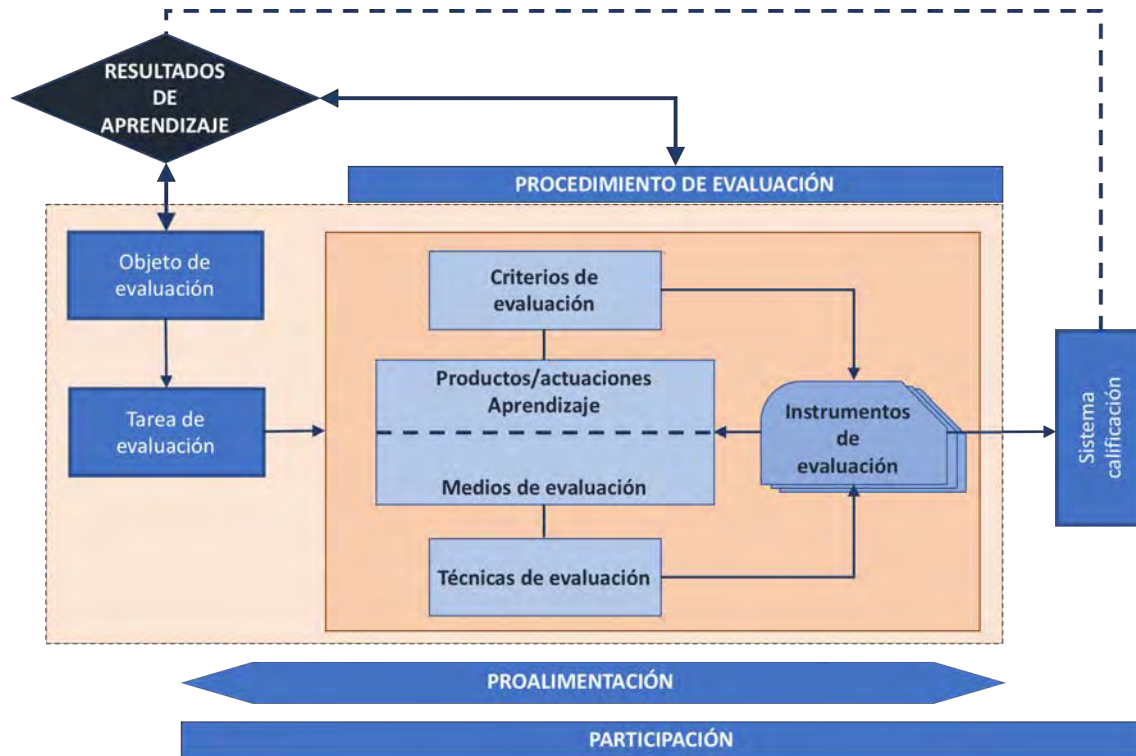 RESULTADOS
DE
APRENDIZAJE
PROCEDIMIENTO DE EVALUACIÓN
Objeto de
evaluación
Tarea de
evaluación
Criterios de
evaluación
Productos/actuaciones
Aprendizaje
Medios de evaluación
Técnicas de evaluación
Instrumentos
de
evaluación
Sistema
calificación
PROALIMENTACIÓN
PARTICIPACIÓN